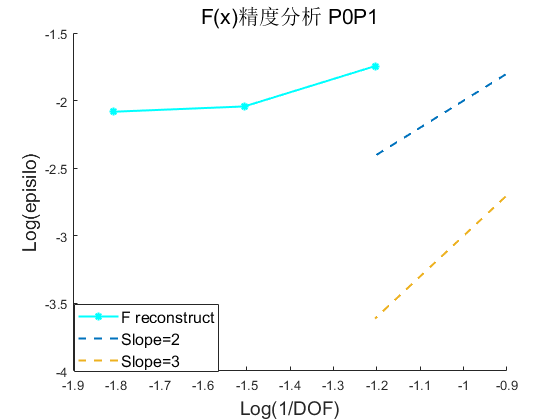 F(x)精度分析 P0P1
-1.5
-2
-2.5
-3
-3.5
-4
Log(episilo)
F reconstruct
Slope=2
Slope=3
-1.9 -1.8 -1.7 -1.6 -1.5 -1.4 -1.3 -1.2 -1.1 -1 -0.9
Log(1/DOF)